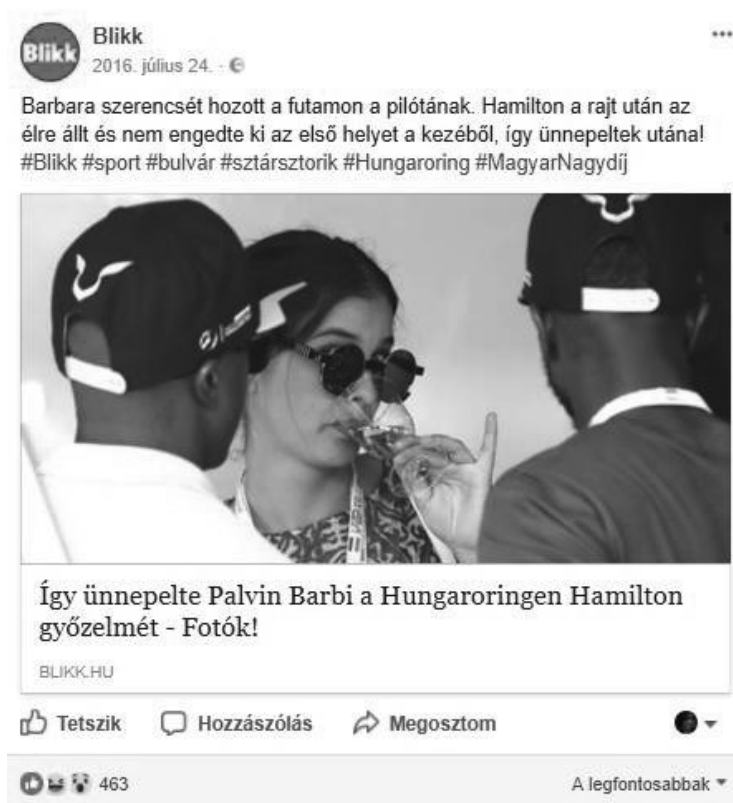 Blikk
Blikk
2016. július 24.
Barbara szerencsét hozott a futamon a pilótának. Hamilton a rajt után az
élre állt és nem engedte ki az első helyet a kezéből, így ünnepeltek utána!
#Blikk #sport #bulvár #sztársztorik #Hungaroring #MagyarNagydíj
Így ünnepelte Palvin Barbi a Hungaroringen Hamilton
győzelmét - Fotók!
BLIKK.HU
Tetszik Hozzászólás Megosztom
463 A legfontosabbak